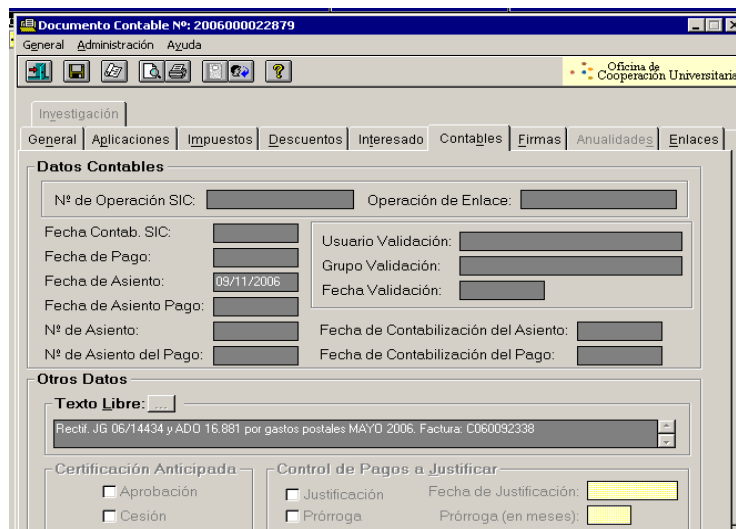 Documento Contable Nº: 2006000022879
General Administración Ayuda
Oficina de
Cooperación Universitaria
Investigación
General Aplicaciones Impuestos Descuentos Interesado Contables Firmas Anualidades Enlaces
Datos Contables
Nº de Operación SIC: Operación de Enlace:
Fecha Contab. SIC:
Usuario Validación:
Fecha de Pago:
Grupo Validación:
Fecha de Asiento: 09/11/2006
Fecha Validación:
Fecha de Asiento Pago:
Nº de Asiento: Fecha de Contabilización del Asiento:
Nº de Asiento del Pago: Fecha de Contabilización del Pago:
Otros Datos
Texto Libre: ...
Rectif. JG 06/14434 y ADO 16.881 por gastos postales MAYO 2006. Factura: C060092338
Certificación Anticipada Control de Pagos a Justificar
Aprobación Justificación Fecha de Justificación:
Cesión Prórroga Prórroga (en meses):